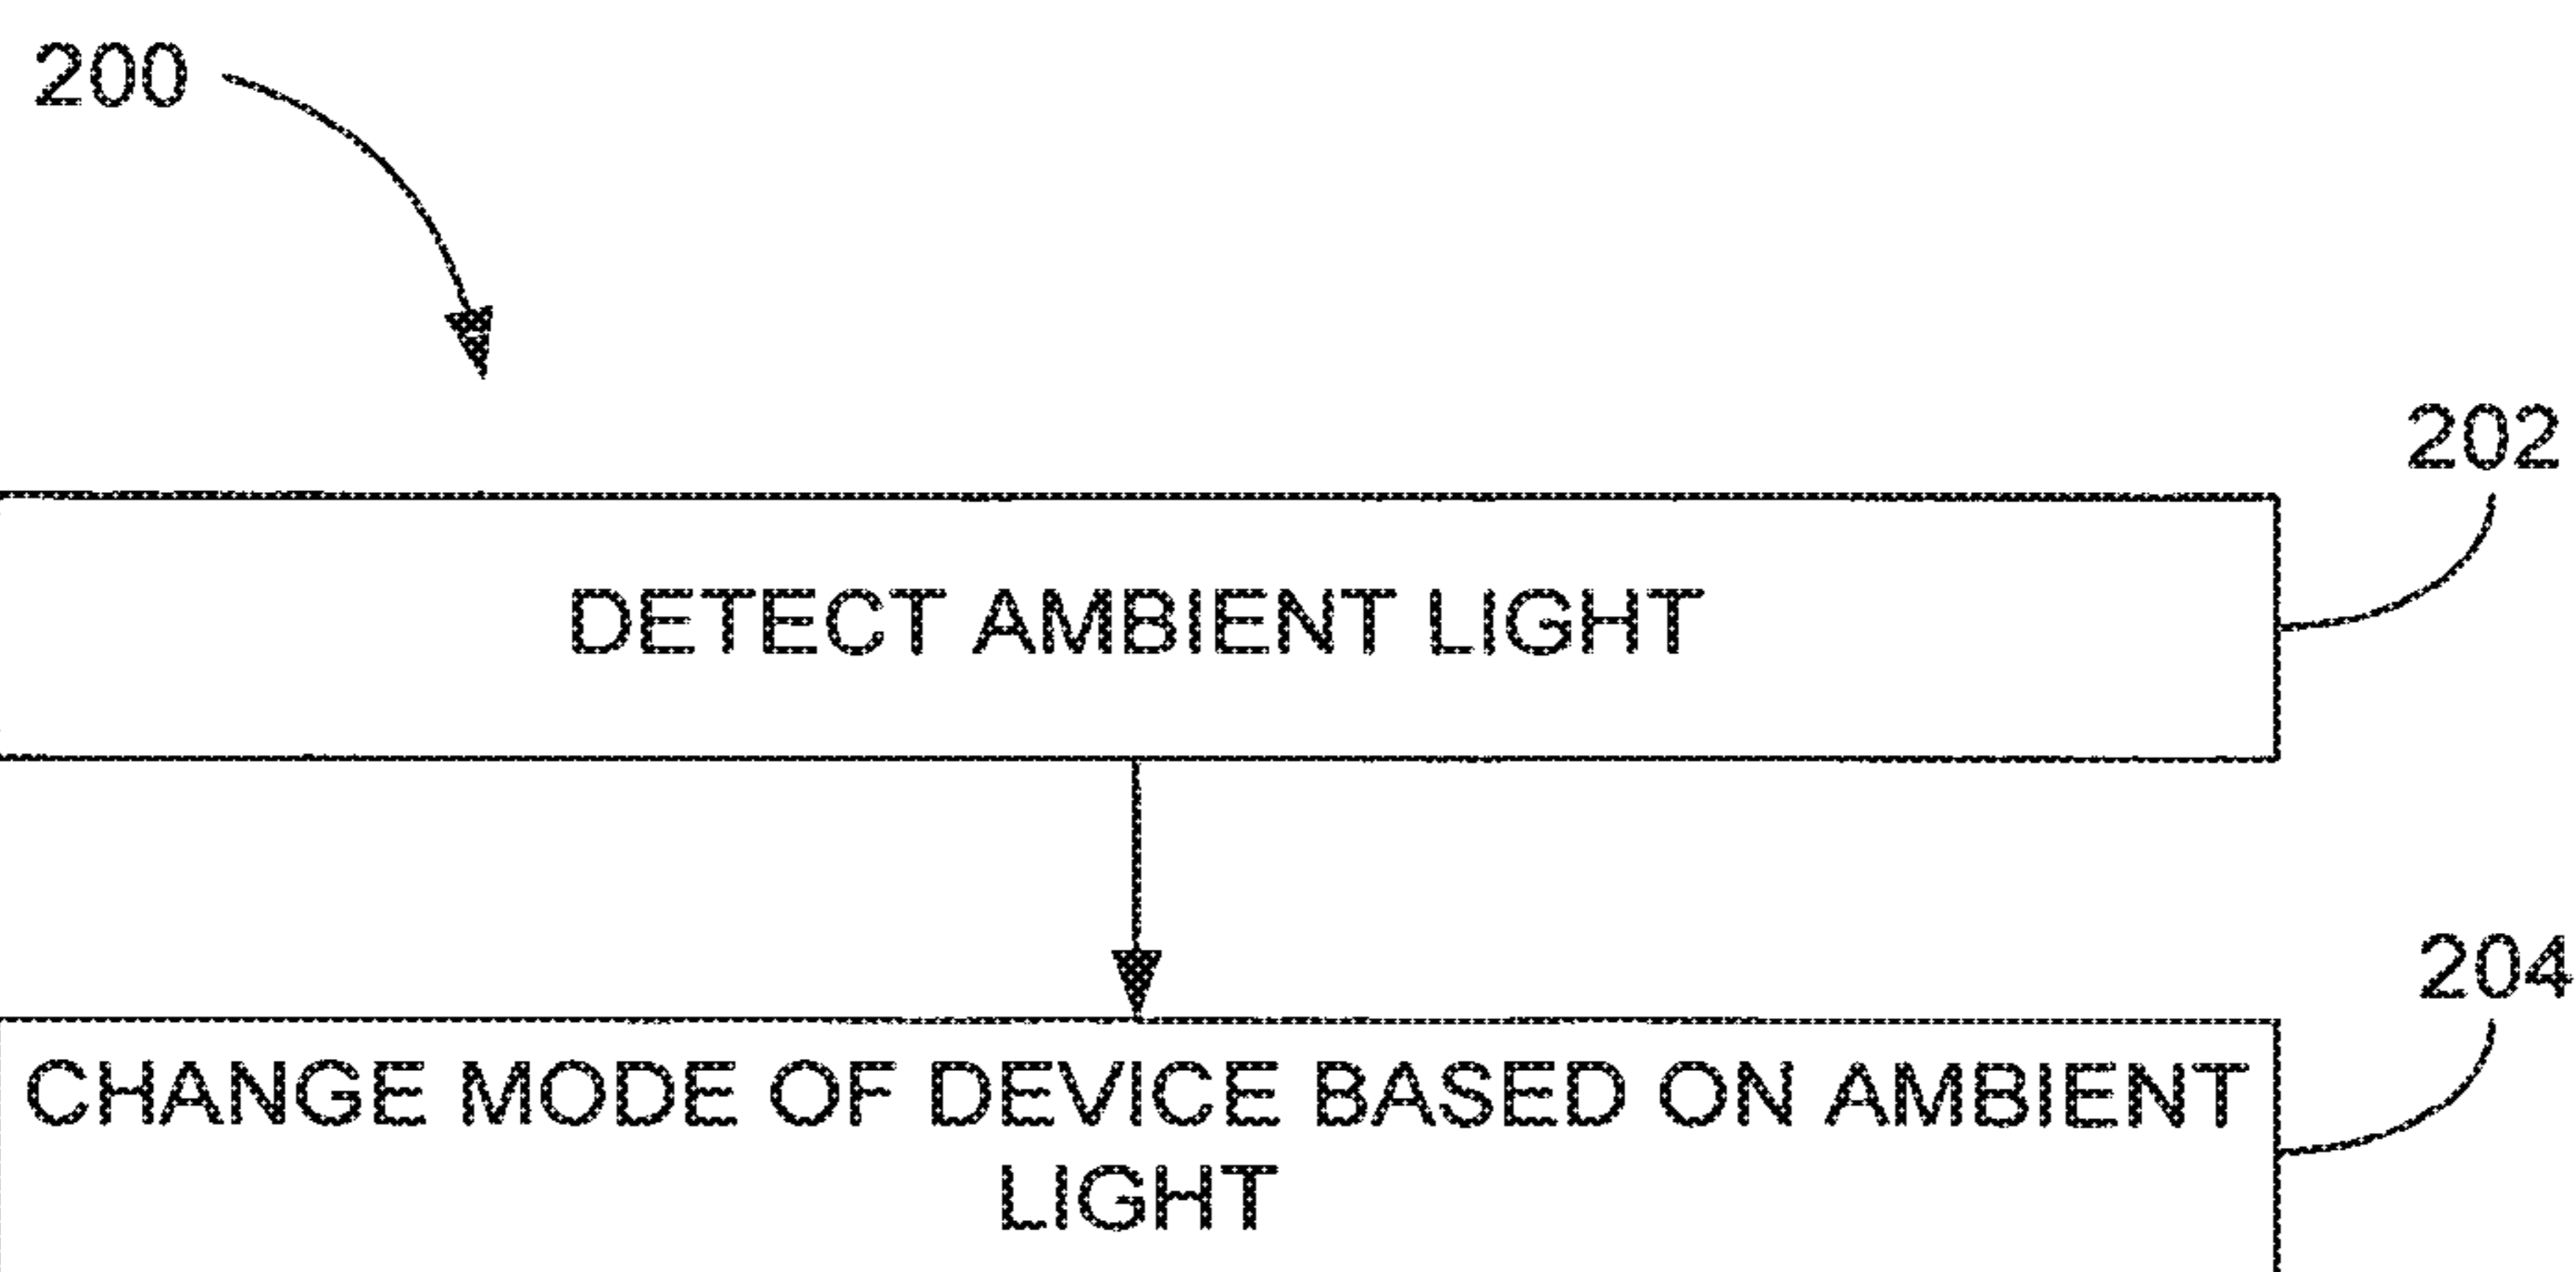 200
202
DETECT AMBIENT LIGHT
204
CHANGE MODE OF DEVICE BASED ON AMBIENT
LIGHT